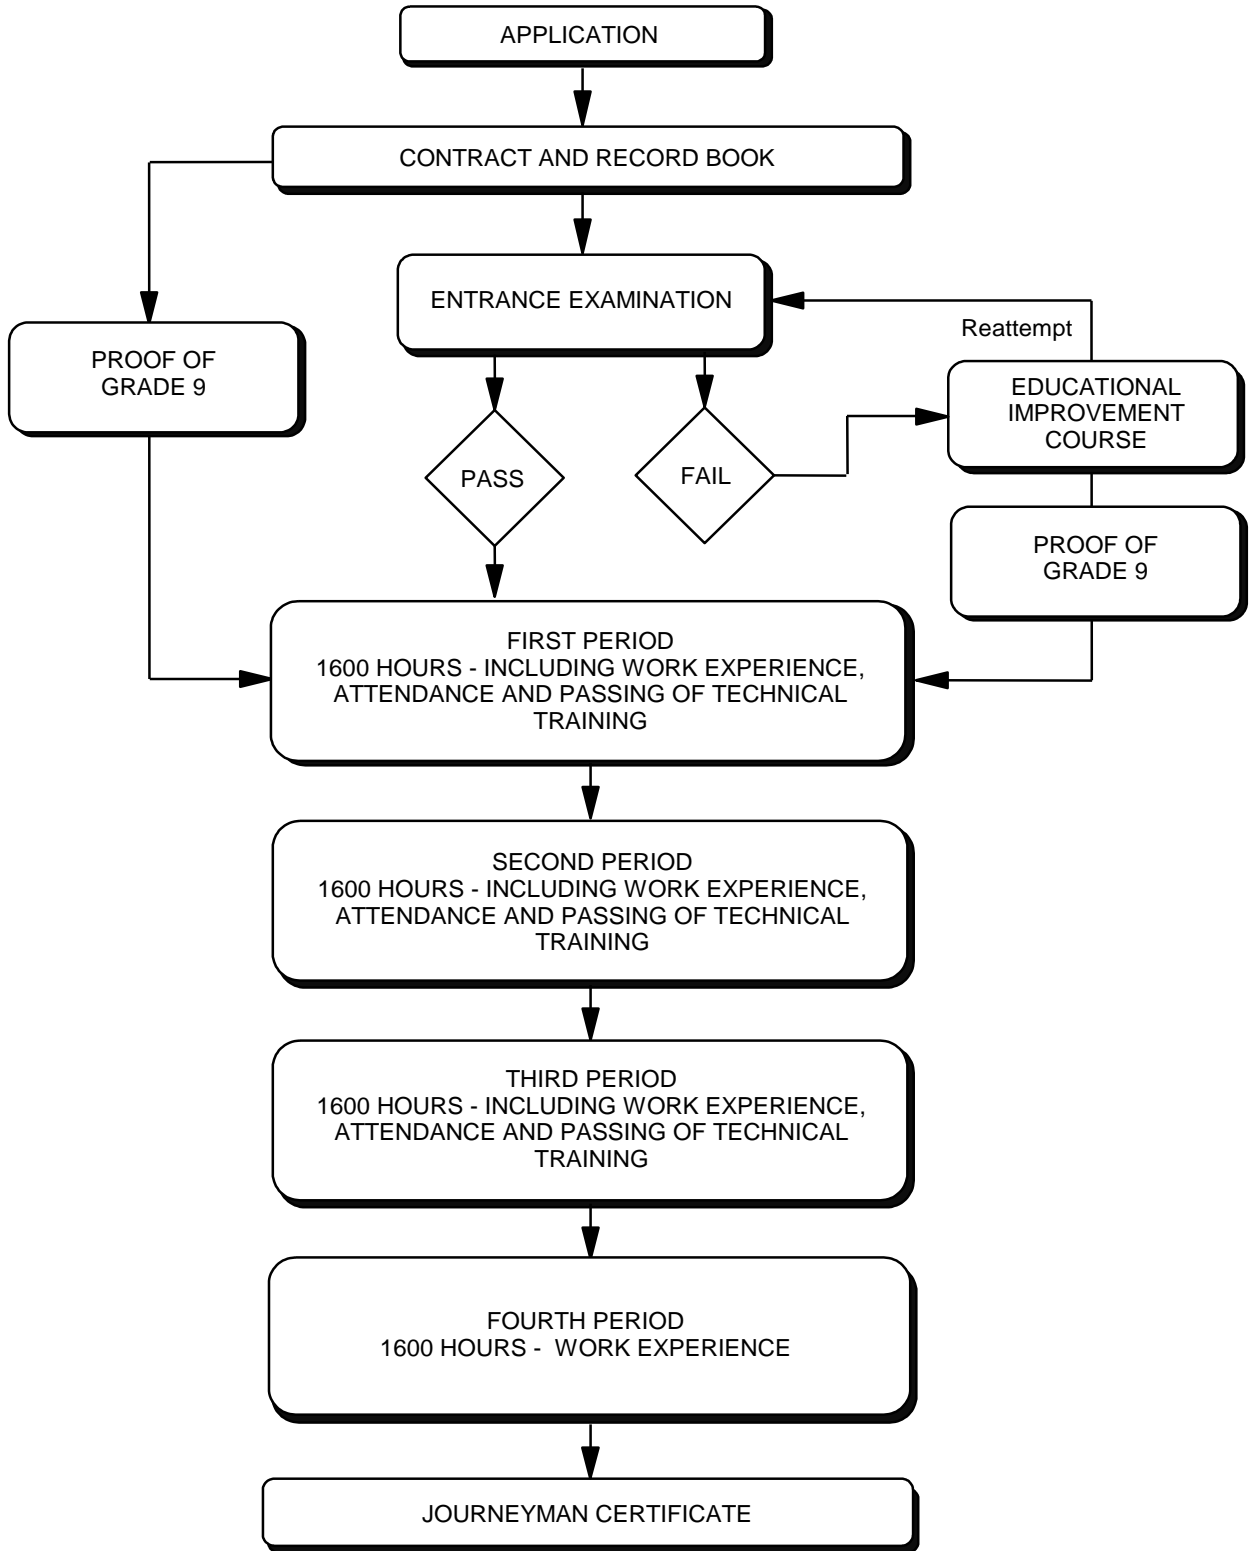 APPLICATION
CONTRACT AND RECORD BOOK
ENTRANCE EXAMINATION
Reattempt
PROOF OF
GRADE 9
EDUCATIONAL
IMPROVEMENT
COURSE
PASS
FAIL
PROOF OF
GRADE 9
FIRST PERIOD
1600 HOURS - INCLUDING WORK EXPERIENCE,
ATTENDANCE AND PASSING OF TECHNICAL
TRAINING
SECOND PERIOD
1600 HOURS - INCLUDING WORK EXPERIENCE,
ATTENDANCE AND PASSING OF TECHNICAL
TRAINING
THIRD PERIOD
1600 HOURS - INCLUDING WORK EXPERIENCE,
ATTENDANCE AND PASSING OF TECHNICAL
TRAINING
FOURTH PERIOD
1600 HOURS -  WORK EXPERIENCE
JOURNEYMAN CERTIFICATE